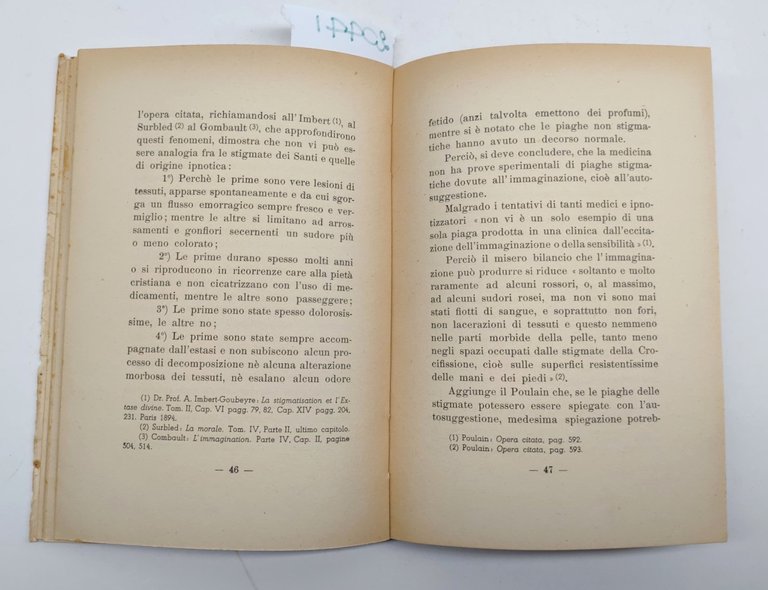 l'opera citata, richiamandosi all'Imbert (1), al
Surbled (2) al Gombault (3), che approfondirono
questi fenomeni, dimostra che non vi può es-
sere analogia fra le stigmate dei Santi e quelle
di origine ipnotica:
1°) Perchè le prime sono vere lesioni di
tessuti, apparse spontaneamente e da cui sgor-
ga un flusso emorragico sempre fresco e ver-
miglio; mentre le altre si limitano ad arros-
samenti e gonfiori secernenti un sudore più
o meno colorato;
2°) Le prime durano spesso molti anni
o si riproducono in ricorrenze care alla pietà
cristiana e non cicatrizzano con l'uso di me-
dicamenti, mentre le altre sono passeggere;
3°) Le prime sono state spesso dolorosis-
sime, le altre no;
4°) Le prime sono state sempre accom-
pagnate dall'estasi e non subiscono alcun pro-
cesso di decomposizione nè alcuna alterazione
morbosa dei tessuti, nè esalano alcun odore
(1) Dr. Prof. A. Imbert-Goubeyre: La stigmatisation et l'Ex-
tase divine. Tom. II, Cap. VI pagg. 79, 82, Cap. XIV pagg. 204,
231. Paris 1894.
(2) Surbled: La morale. Tom. IV, Parte II, ultimo capitolo.
(3) Combault: L'immagination. Parte IV, Cap. II, pagine
504, 514.
— 46 —
fetido (anzi talvolta emettono dei profumi),
mentre si è notato che le piaghe non stigma-
tiche hanno avuto un decorso normale.
Perciò, si deve concludere, che la medicina
non ha prove sperimentali di piaghe stigma-
tiche dovute all'immaginazione, cioè all'auto-
suggestione.
Malgrado i tentativi di tanti medici e ipno-
tizzatori « non vi è un solo esempio di una
sola piaga prodotta in una clinica dall'eccita-
zione dell'immaginazione o della sensibilità » (1).
Perciò il misero bilancio che l'immagina-
zione può produrre si riduce « soltanto e molto
raramente ad alcuni rossori, o, al massimo,
ad alcuni sudori rosei, ma non vi sono mai
stati fiotti di sangue, e soprattutto non fori,
non lacerazioni di tessuti e questo nemmeno
nelle parti morbide della pelle, tanto meno
negli spazi occupati dalle stigmate della Cro-
cifissione, cioè sulle superfici resistentissime
delle mani e dei piedi » (2).
Aggiunge il Poulain che, se le piaghe delle
stigmate potessero essere spiegate con l'au-
tosuggestione, medesima spiegazione potreb-
(1) Poulain: Opera citata, pag. 592.
(2) Poulain: Opera citata, pag. 593.
— 47 —